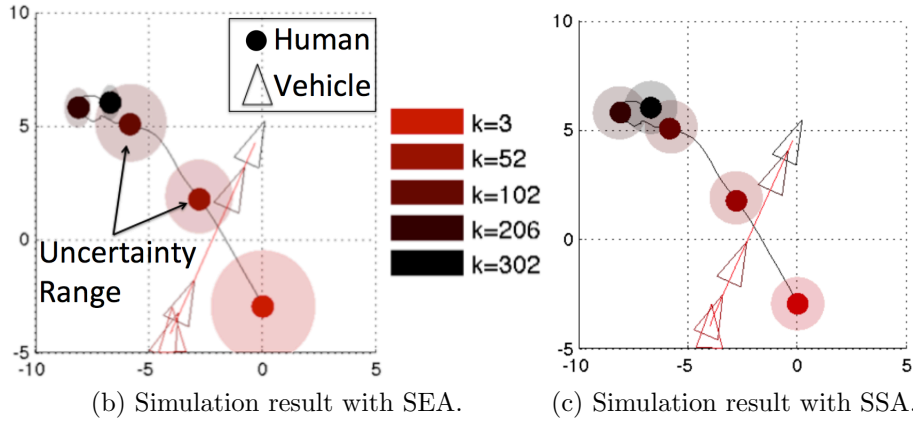 10
5
0
-5
-10
-5
0
5
Human
Vehicle
Uncertainty
Range
k=3
k=52
k=102
k=206
k=302
10
5
0
-5
-10
-5
0
5
(b) Simulation result with SEA.
(c) Simulation result with SSA.